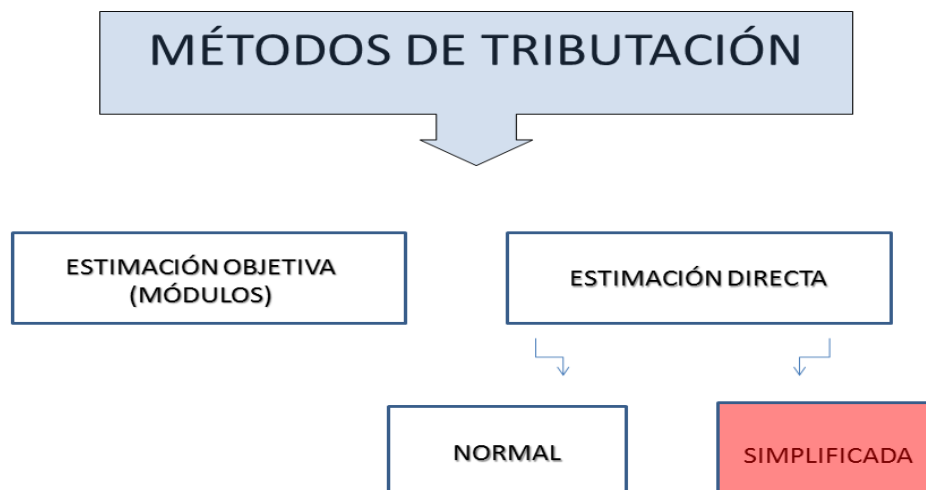 MÉTODOS DE TRIBUTACIÓN
ESTIMACIÓN OBJETIVA
(MÓDULOS)
ESTIMACIÓN DIRECTA
NORMAL
SIMPLIFICADA